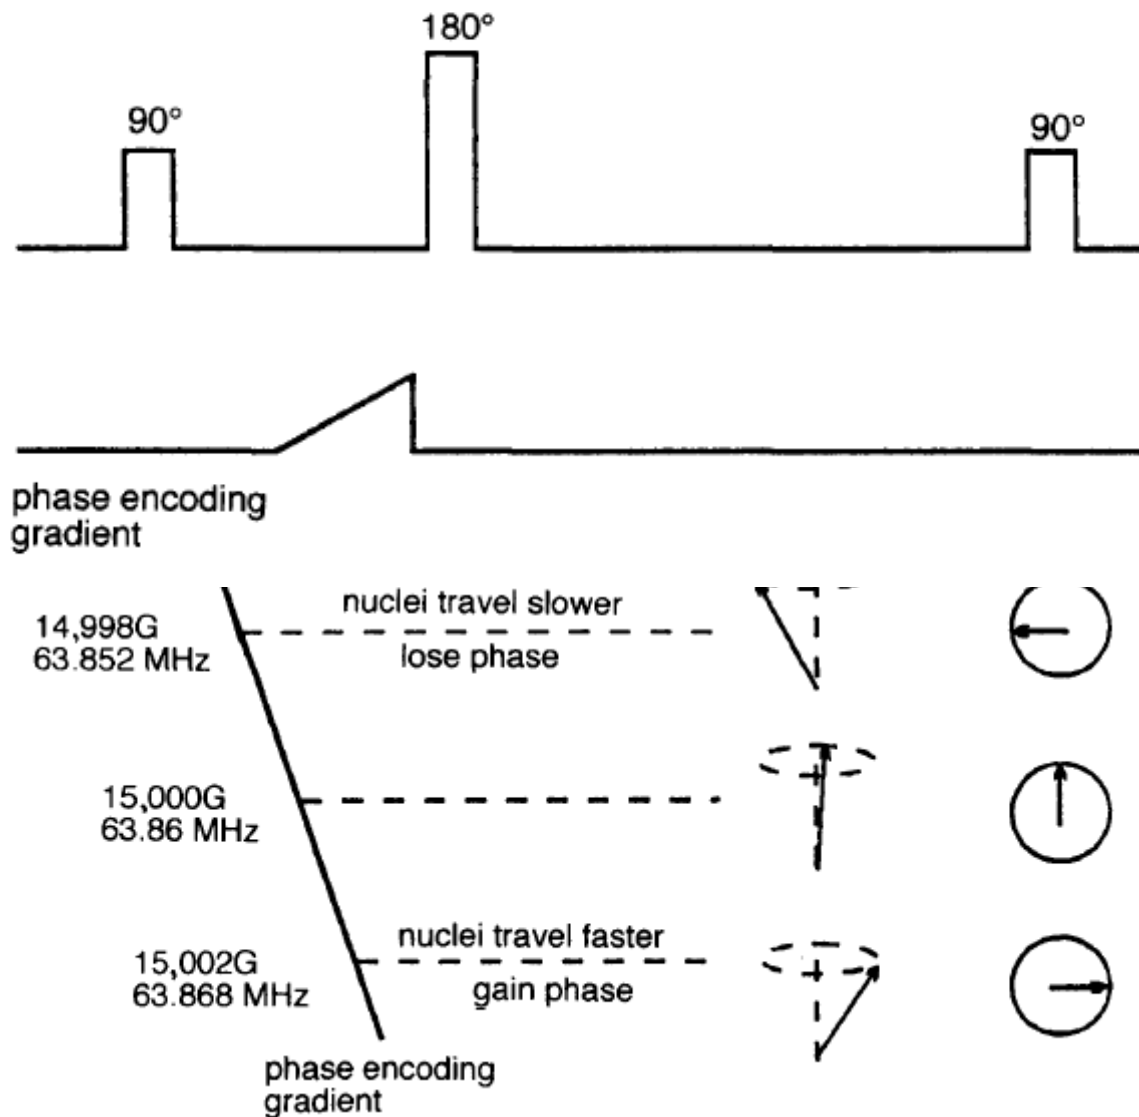 180°
90°
90°
phase encoding
gradient
nuclei travel slower
14,998G
63.852 MHz
lose phase
15,000G
63.86 MHz
nuclei travel faster
15,002G
63.868 MHz
gain phase
phase encoding
gradient